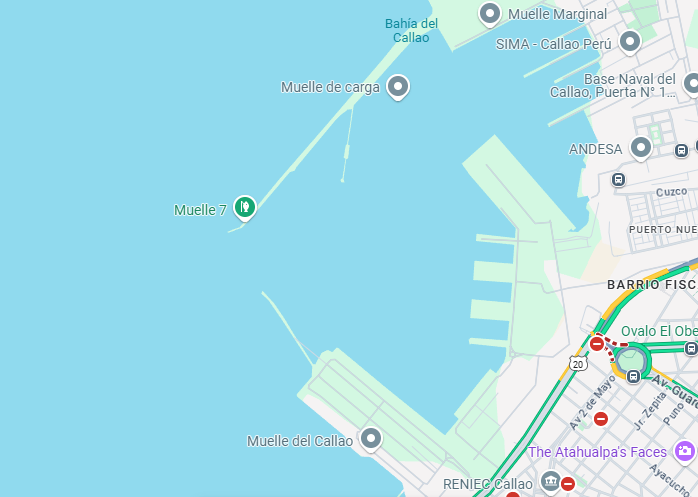 Bahía del
Callao
Muelle Marginal
SIMA - Callao Perú
Muelle de carga
Base Naval del
Callao, Puerta N° 1...
ANDESA
Cuzco
Muelle 7
PUERTO NUE
BARRIO FISC
Ovalo El Obe
20
Av. 2 de Mayo
Av. Guard
Jr. Zepita
Puno
Muelle del Callao
The Atahualpa's Faces
Ayacucho
RENIEC Callao